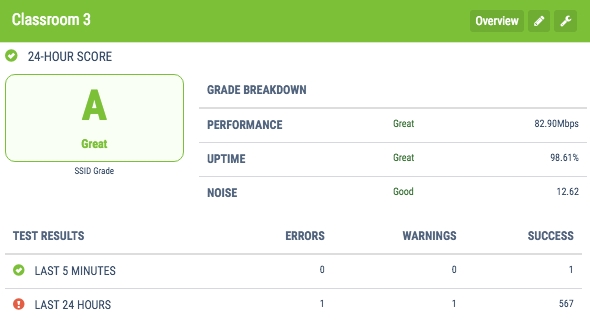 Classroom 3 Overview
24-HOUR SCORE
A
Great
SSID Grade
GRADE BREAKDOWN
PERFORMANCE Great 82.90Mbps
UPTIME Great 98.61%
NOISE Good 12.62
TEST RESULTS ERRORS WARNINGS SUCCESS
LAST 5 MINUTES 0 0 1
LAST 24 HOURS 1 1 567